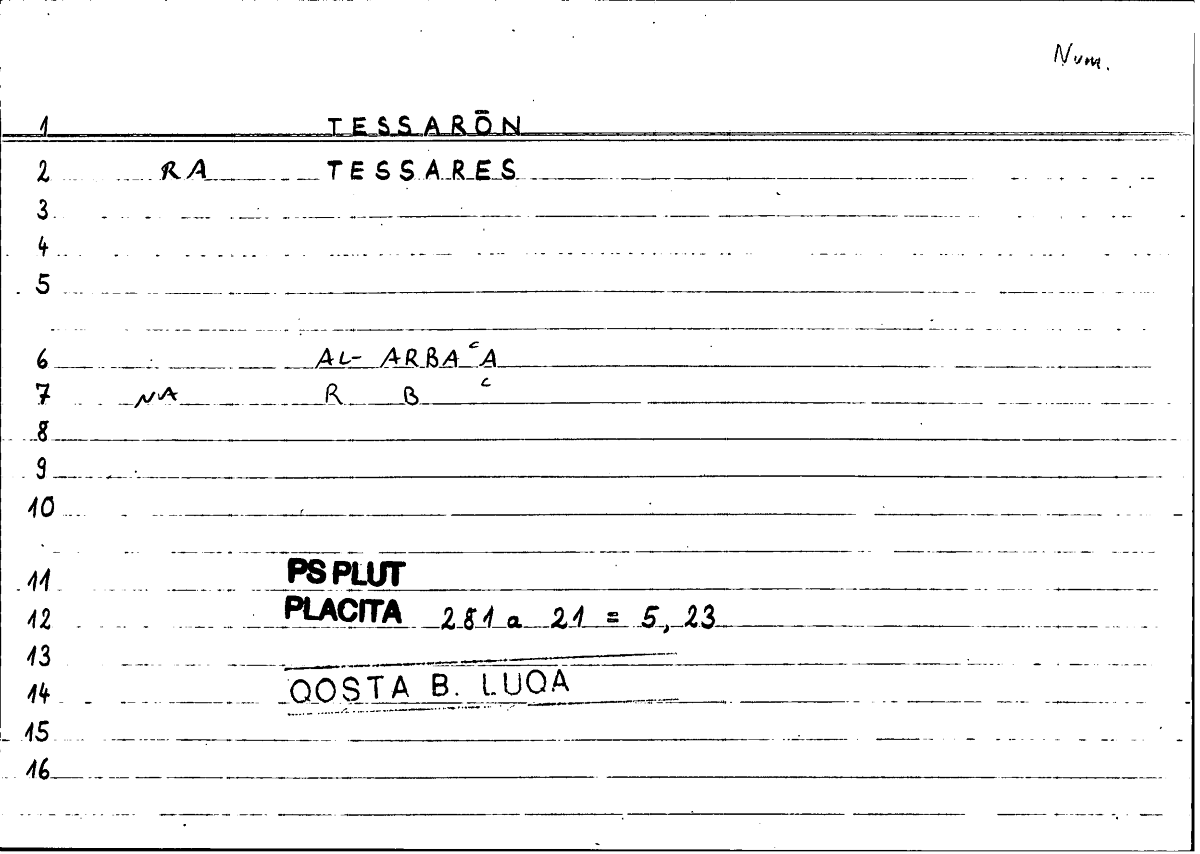 Num.
1 TESSARŌN
2 RA TESSARES
3
4
5
6 AL- ARBAᶜA
7 NA R B ᶜ
8
9
10
11 PS PLUT
12 PLACITA 281 a 21 = 5, 23
13
14 QOSTA B. LUQA
15
16